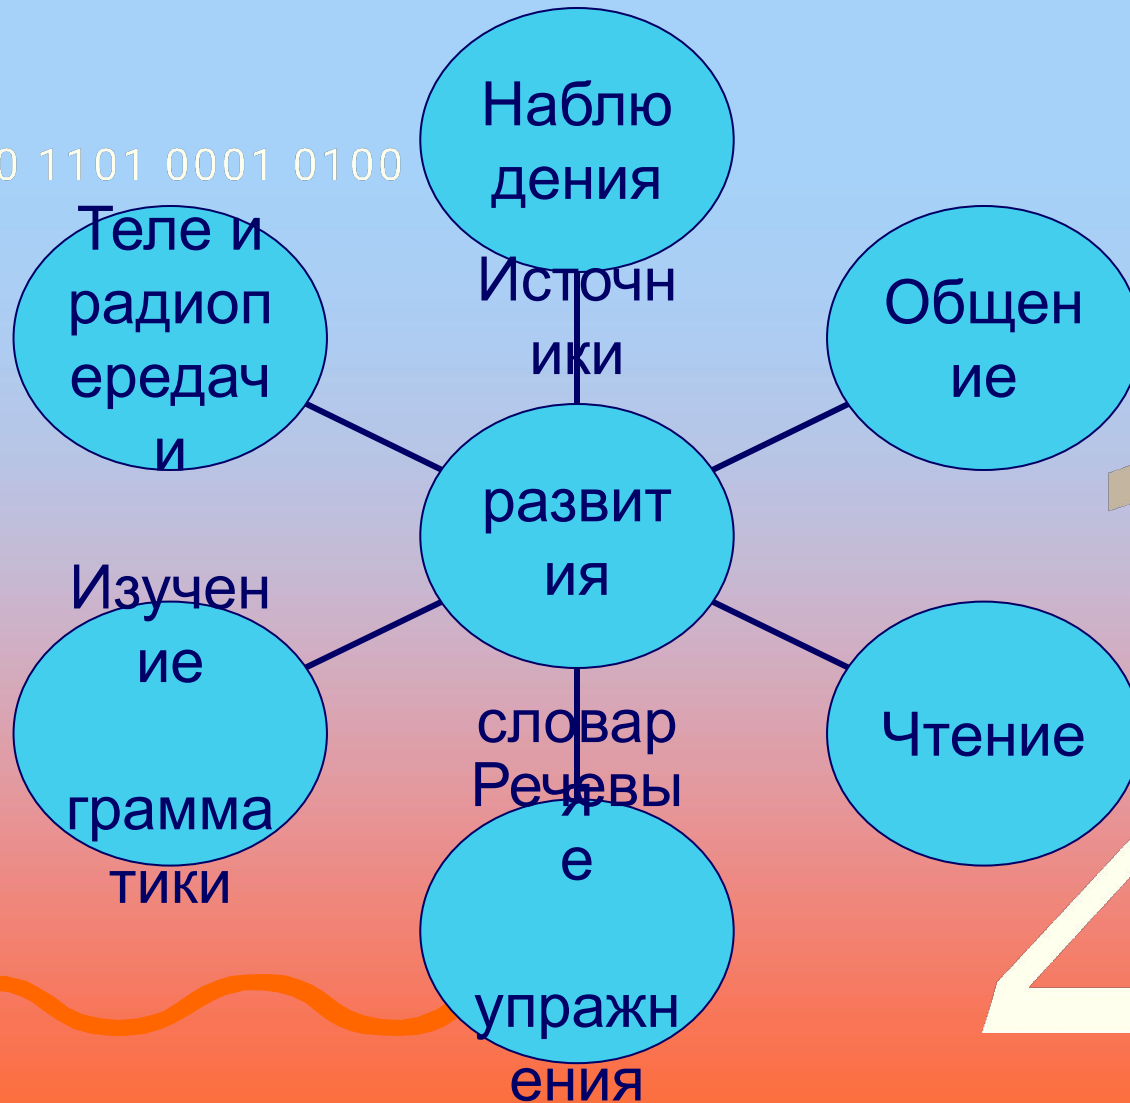 Наблю
дения
0 1101 0001 0100
Теле и
радиоп
ередач
и
Источн
ики
развит
ия
словар
я
Общен
ие
Изучен
ие
грамма
тики
Чтение
Речевы
е
упражн
ения